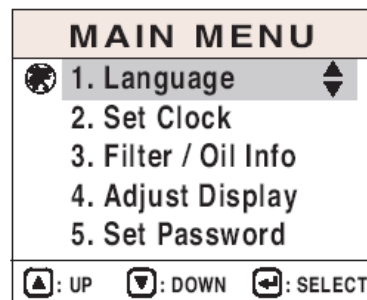 MAIN MENU
1. Language
2. Set Clock
3. Filter / Oil Info
4. Adjust Display
5. Set Password
: UP : DOWN : SELECT